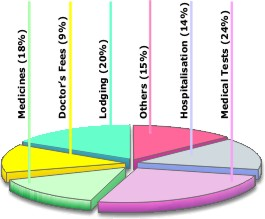 Medicines (18%)
Doctor's Fees (9%)
Lodging (20%)
Others (15%)
Hospitalisation (14%)
Medical Tests (24%)